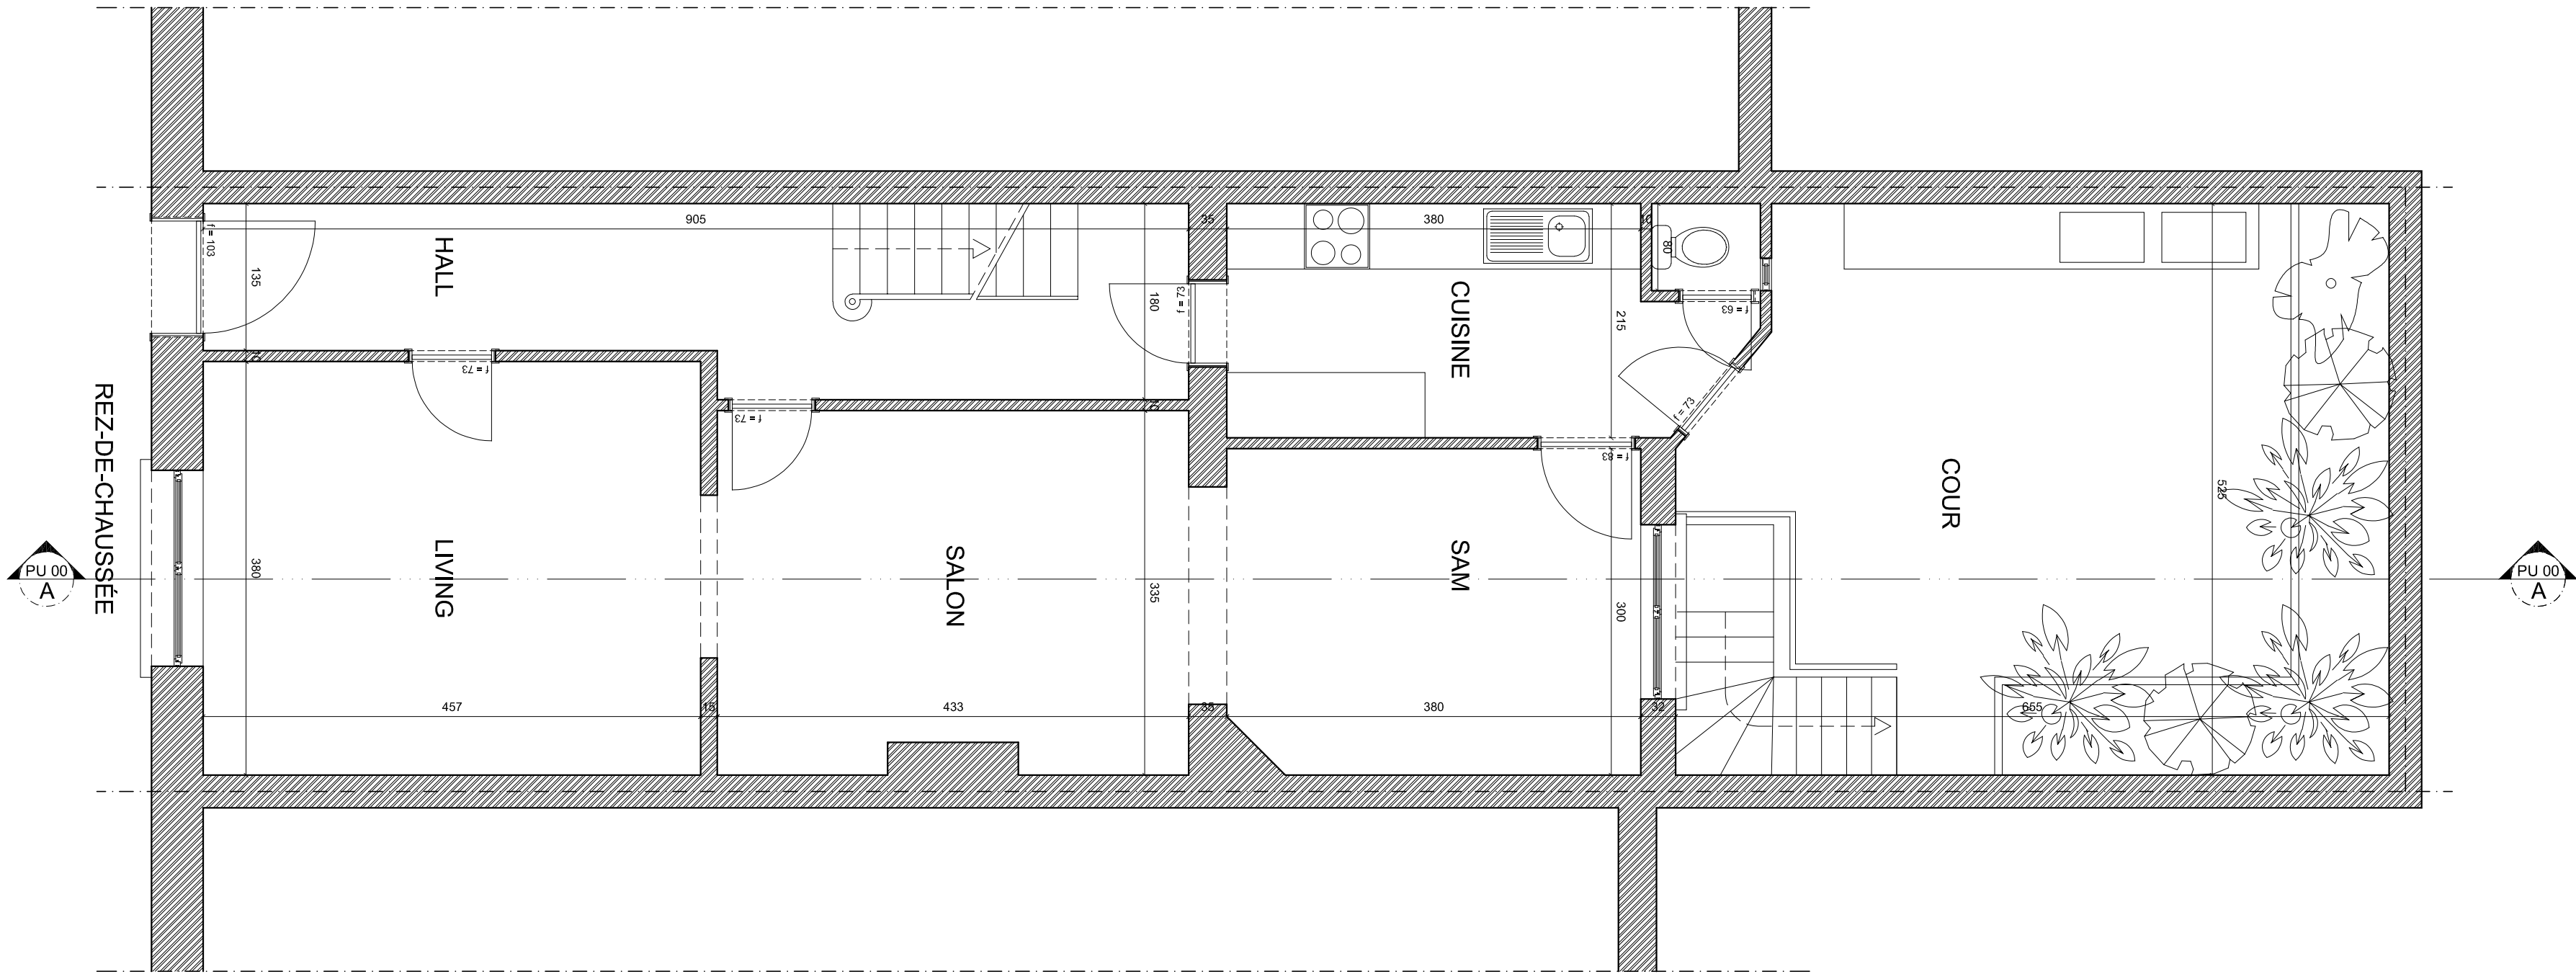 905
35
380
10
f = 103
135
HALL
180
f = 73
CUISINE
215
80
f = 63
10
f = 73
f = 73
10
f = 73
f = 83
REZ-DE-CHAUSSÉE
COUR
525
PU 00
A
380
LIVING
SALON
335
SAM
300
PU 00
A
457
15
433
35
380
32
655